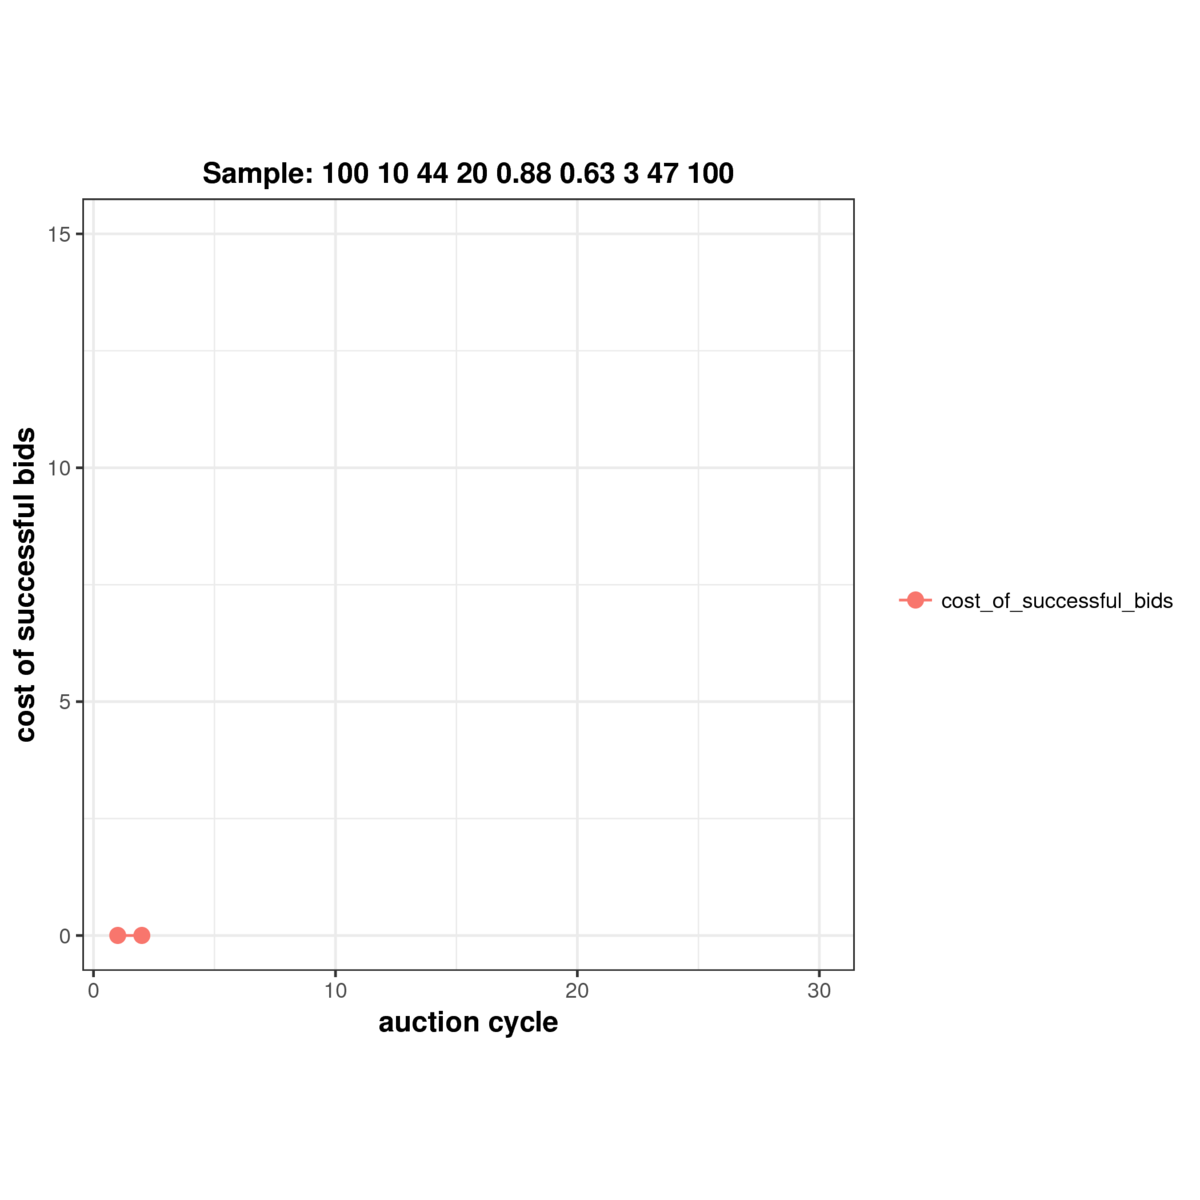 Sample: 100 10 44 20 0.88 0.63 3 47 100
15
10
5
0
cost of successful bids
0 10 20 30
auction cycle
cost_of_successful_bids